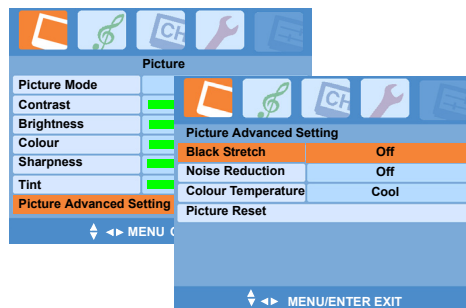 CH
Picture
Picture Mode
Contrast
Brightness
Colour
Sharpness
Tint
Picture Advanced Setting
MENU
CH
Picture Advanced Setting
Black Stretch Off
Noise Reduction Off
Colour Temperature Cool
Picture Reset
MENU/ENTER EXIT